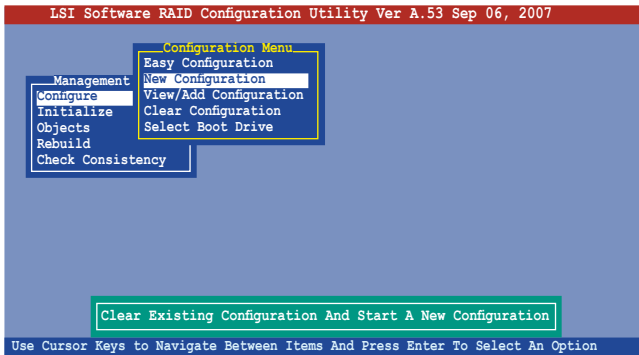 LSI Software RAID Configuration Utility Ver A.53 Sep 06, 2007
Configuration Menu
Easy Configuration
New Configuration
View/Add Configuration
Clear Configuration
Select Boot Drive
Management
Configure
Initialize
Objects
Rebuild
Check Consistency
Clear Existing Configuration And Start A New Configuration
Use Cursor Keys to Navigate Between Items And Press Enter To Select An Option